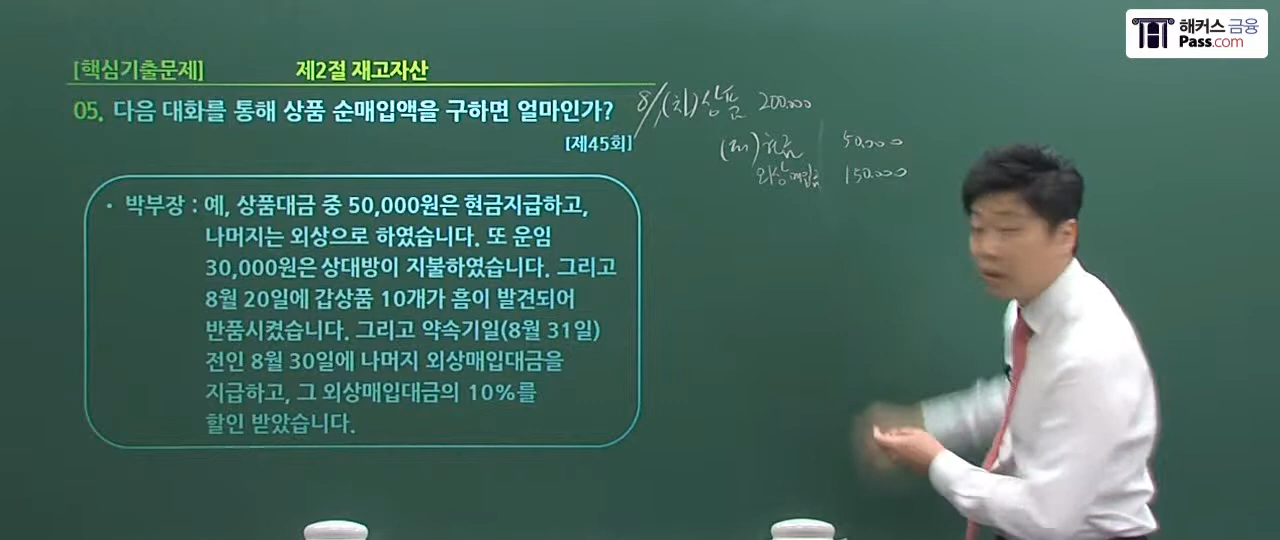 해커스 금융
Pass.com
[핵심기출문제] 제2절 재고자산
05. 다음 대화를 통해 상품 순매입액을 구하면 얼마인가?
[제45회]
8/ (차) 상품 200,000
(대) 현금 50,000
외상매입금 150,000
• 박부장 : 예, 상품대금 중 50,000원은 현금지급하고,
나머지는 외상으로 하였습니다. 또 운임
30,000원은 상대방이 지불하였습니다. 그리고
8월 20일에 갑상품 10개가 흠이 발견되어
반품시켰습니다. 그리고 약속기일(8월 31일)
전인 8월 30일에 나머지 외상매입대금을
지급하고, 그 외상매입대금의 10%를
할인 받았습니다.